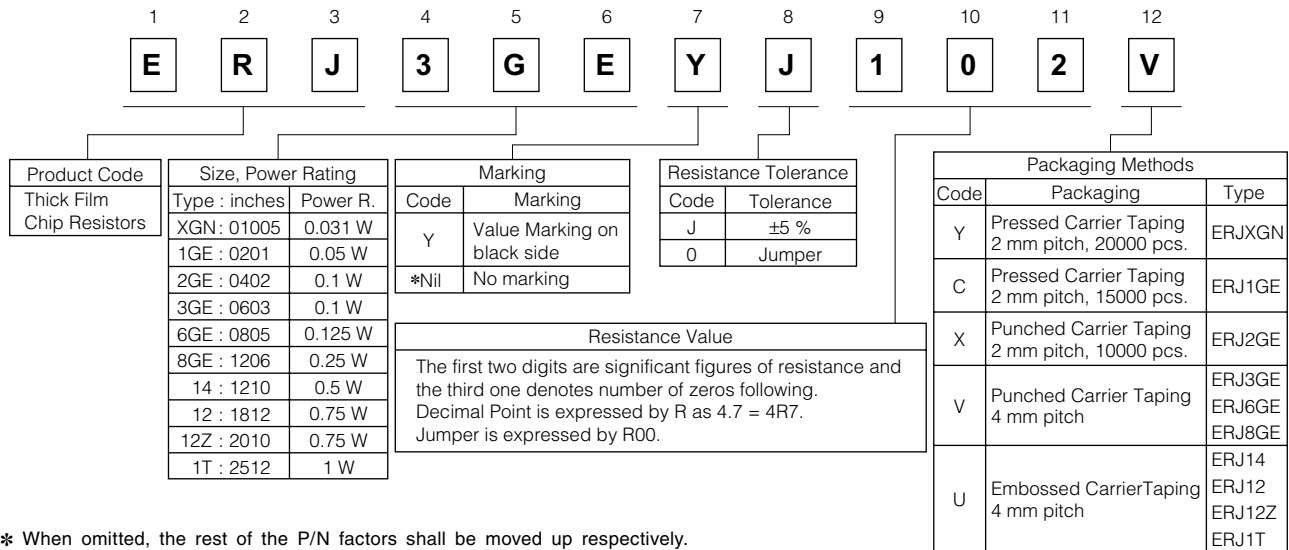 1 2 3 4 5 6 7 8 9 10 11 12
E R J 3 G E Y J 1 0 2 V
Product Code
Thick Film
Chip Resistors
Size, Power Rating
Type : inches Power R.
XGN : 01005 0.031 W
1GE : 0201 0.05 W
2GE : 0402 0.1 W
3GE : 0603 0.1 W
6GE : 0805 0.125 W
8GE : 1206 0.25 W
14 : 1210 0.5 W
12 : 1812 0.75 W
12Z : 2010 0.75 W
1T : 2512 1 W
Marking
Code Marking
Y Value Marking on
black side
*Nil No marking
Resistance Tolerance
Code Tolerance
J ±5 %
0 Jumper
Resistance Value
The first two digits are significant figures of resistance and
the third one denotes number of zeros following.
Decimal Point is expressed by R as 4.7 = 4R7.
Jumper is expressed by R00.
Packaging Methods
Code Packaging Type
Y Pressed Carrier Taping
2 mm pitch, 20000 pcs. ERJXGN
C Pressed Carrier Taping
2 mm pitch, 15000 pcs. ERJ1GE
X Punched Carrier Taping
2 mm pitch, 10000 pcs. ERJ2GE
V Punched Carrier Taping
4 mm pitch
ERJ3GE
ERJ6GE
ERJ8GE
U Embossed CarrierTaping
4 mm pitch
ERJ14
ERJ12
ERJ12Z
ERJ1T
* When omitted, the rest of the P/N factors shall be moved up respectively.